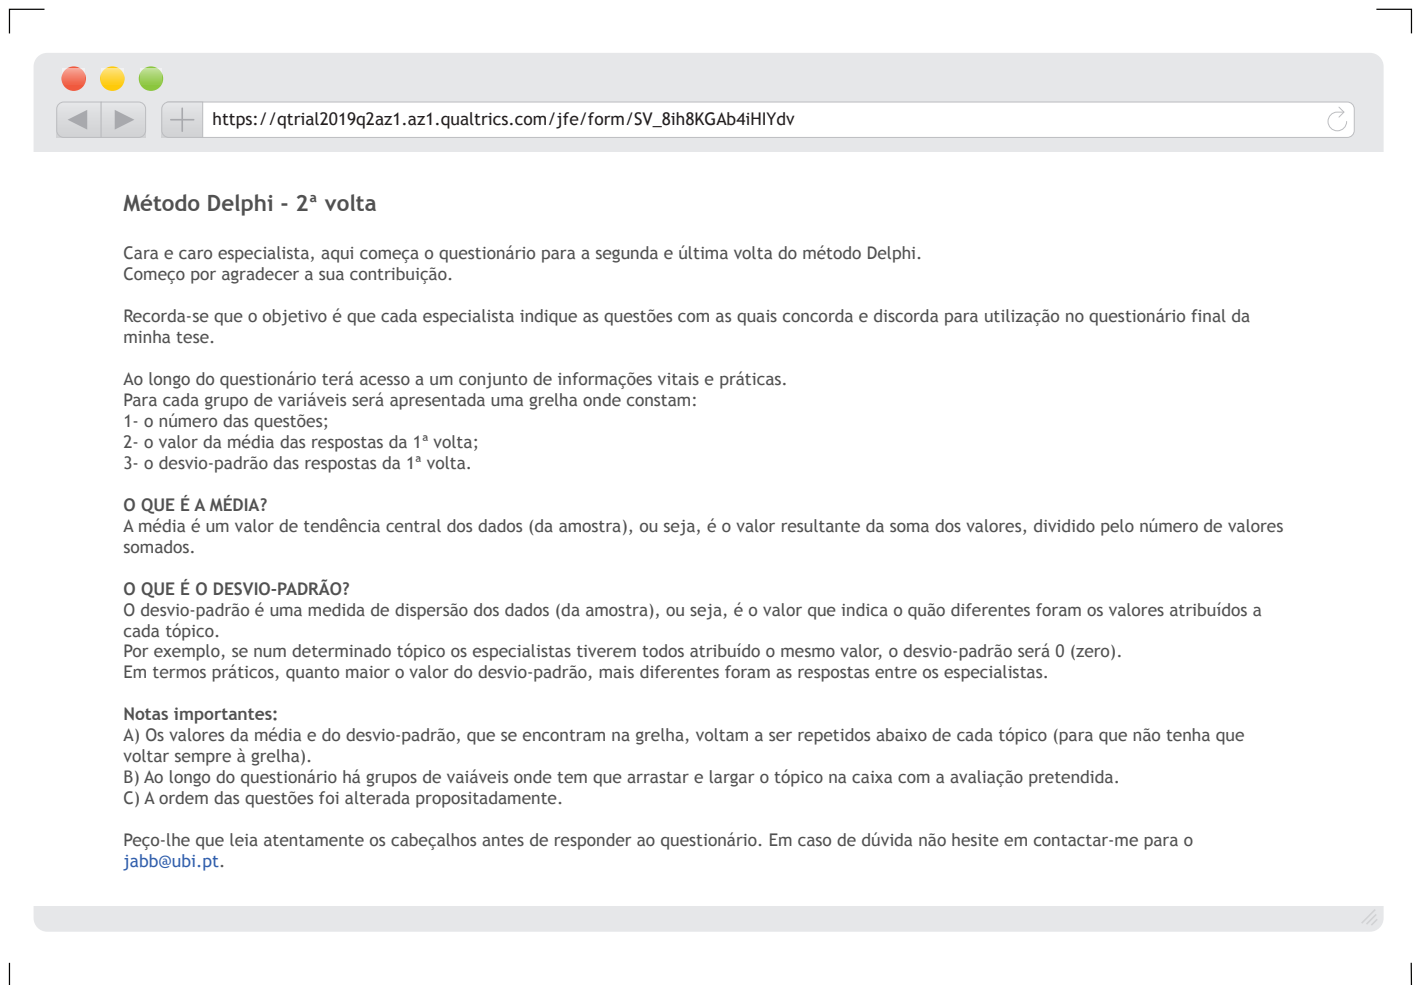 https://qtrial2019q2az1.az1.qualtrics.com/jfe/form/SV_8ih8KGAb4iHIYdv
Método Delphi - 2ª volta
Cara e caro especialista, aqui começa o questionário para a segunda e última volta do método Delphi.
Começo por agradecer a sua contribuição.
Recorda-se que o objetivo é que cada especialista indique as questões com as quais concorda e discorda para utilização no questionário final da
minha tese.
Ao longo do questionário terá acesso a um conjunto de informações vitais e práticas.
Para cada grupo de variáveis será apresentada uma grelha onde constam:
1- o número das questões;
2- o valor da média das respostas da 1ª volta;
3- o desvio-padrão das respostas da 1ª volta.
O QUE É A MÉDIA?
A média é um valor de tendência central dos dados (da amostra), ou seja, é o valor resultante da soma dos valores, dividido pelo número de valores
somados.
O QUE É O DESVIO-PADRÃO?
O desvio-padrão é uma medida de dispersão dos dados (da amostra), ou seja, é o valor que indica o quão diferentes foram os valores atribuídos a
cada tópico.
Por exemplo, se num determinado tópico os especialistas tiverem todos atribuído o mesmo valor, o desvio-padrão será 0 (zero).
Em termos práticos, quanto maior o valor do desvio-padrão, mais diferentes foram as respostas entre os especialistas.
Notas importantes:
A) Os valores da média e do desvio-padrão, que se encontram na grelha, voltam a ser repetidos abaixo de cada tópico (para que não tenha que
voltar sempre à grelha).
B) Ao longo do questionário há grupos de vaiáveis onde tem que arrastar e largar o tópico na caixa com a avaliação pretendida.
C) A ordem das questões foi alterada propositadamente.
Peço-lhe que leia atentamente os cabeçalhos antes de responder ao questionário. Em caso de dúvida não hesite em contactar-me para o
jabb@ubi.pt.